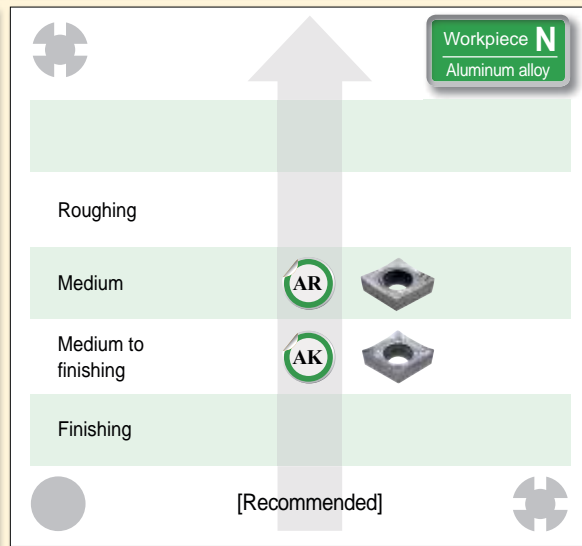 Workpiece N
Aluminum alloy
Roughing
Medium
AR
Medium to
finishing
AK
Finishing
[Recommended]